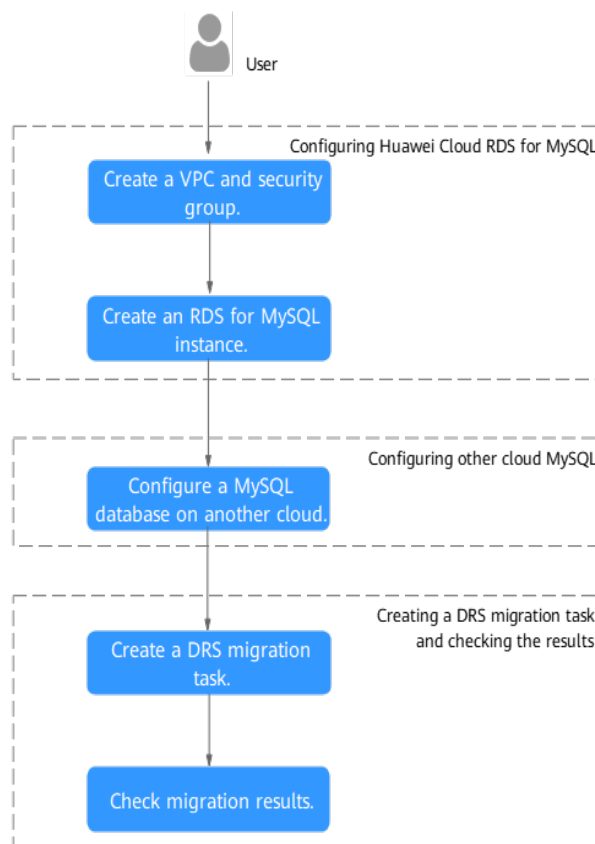 User
Configuring Huawei Cloud RDS for MySQL
Create a VPC and security
group.
Create an RDS for MySQL
instance.
Configuring other cloud MySQL
Configure a MySQL
database on another cloud.
Creating a DRS migration task
and checking the results
Create a DRS migration
task.
Check migration results.